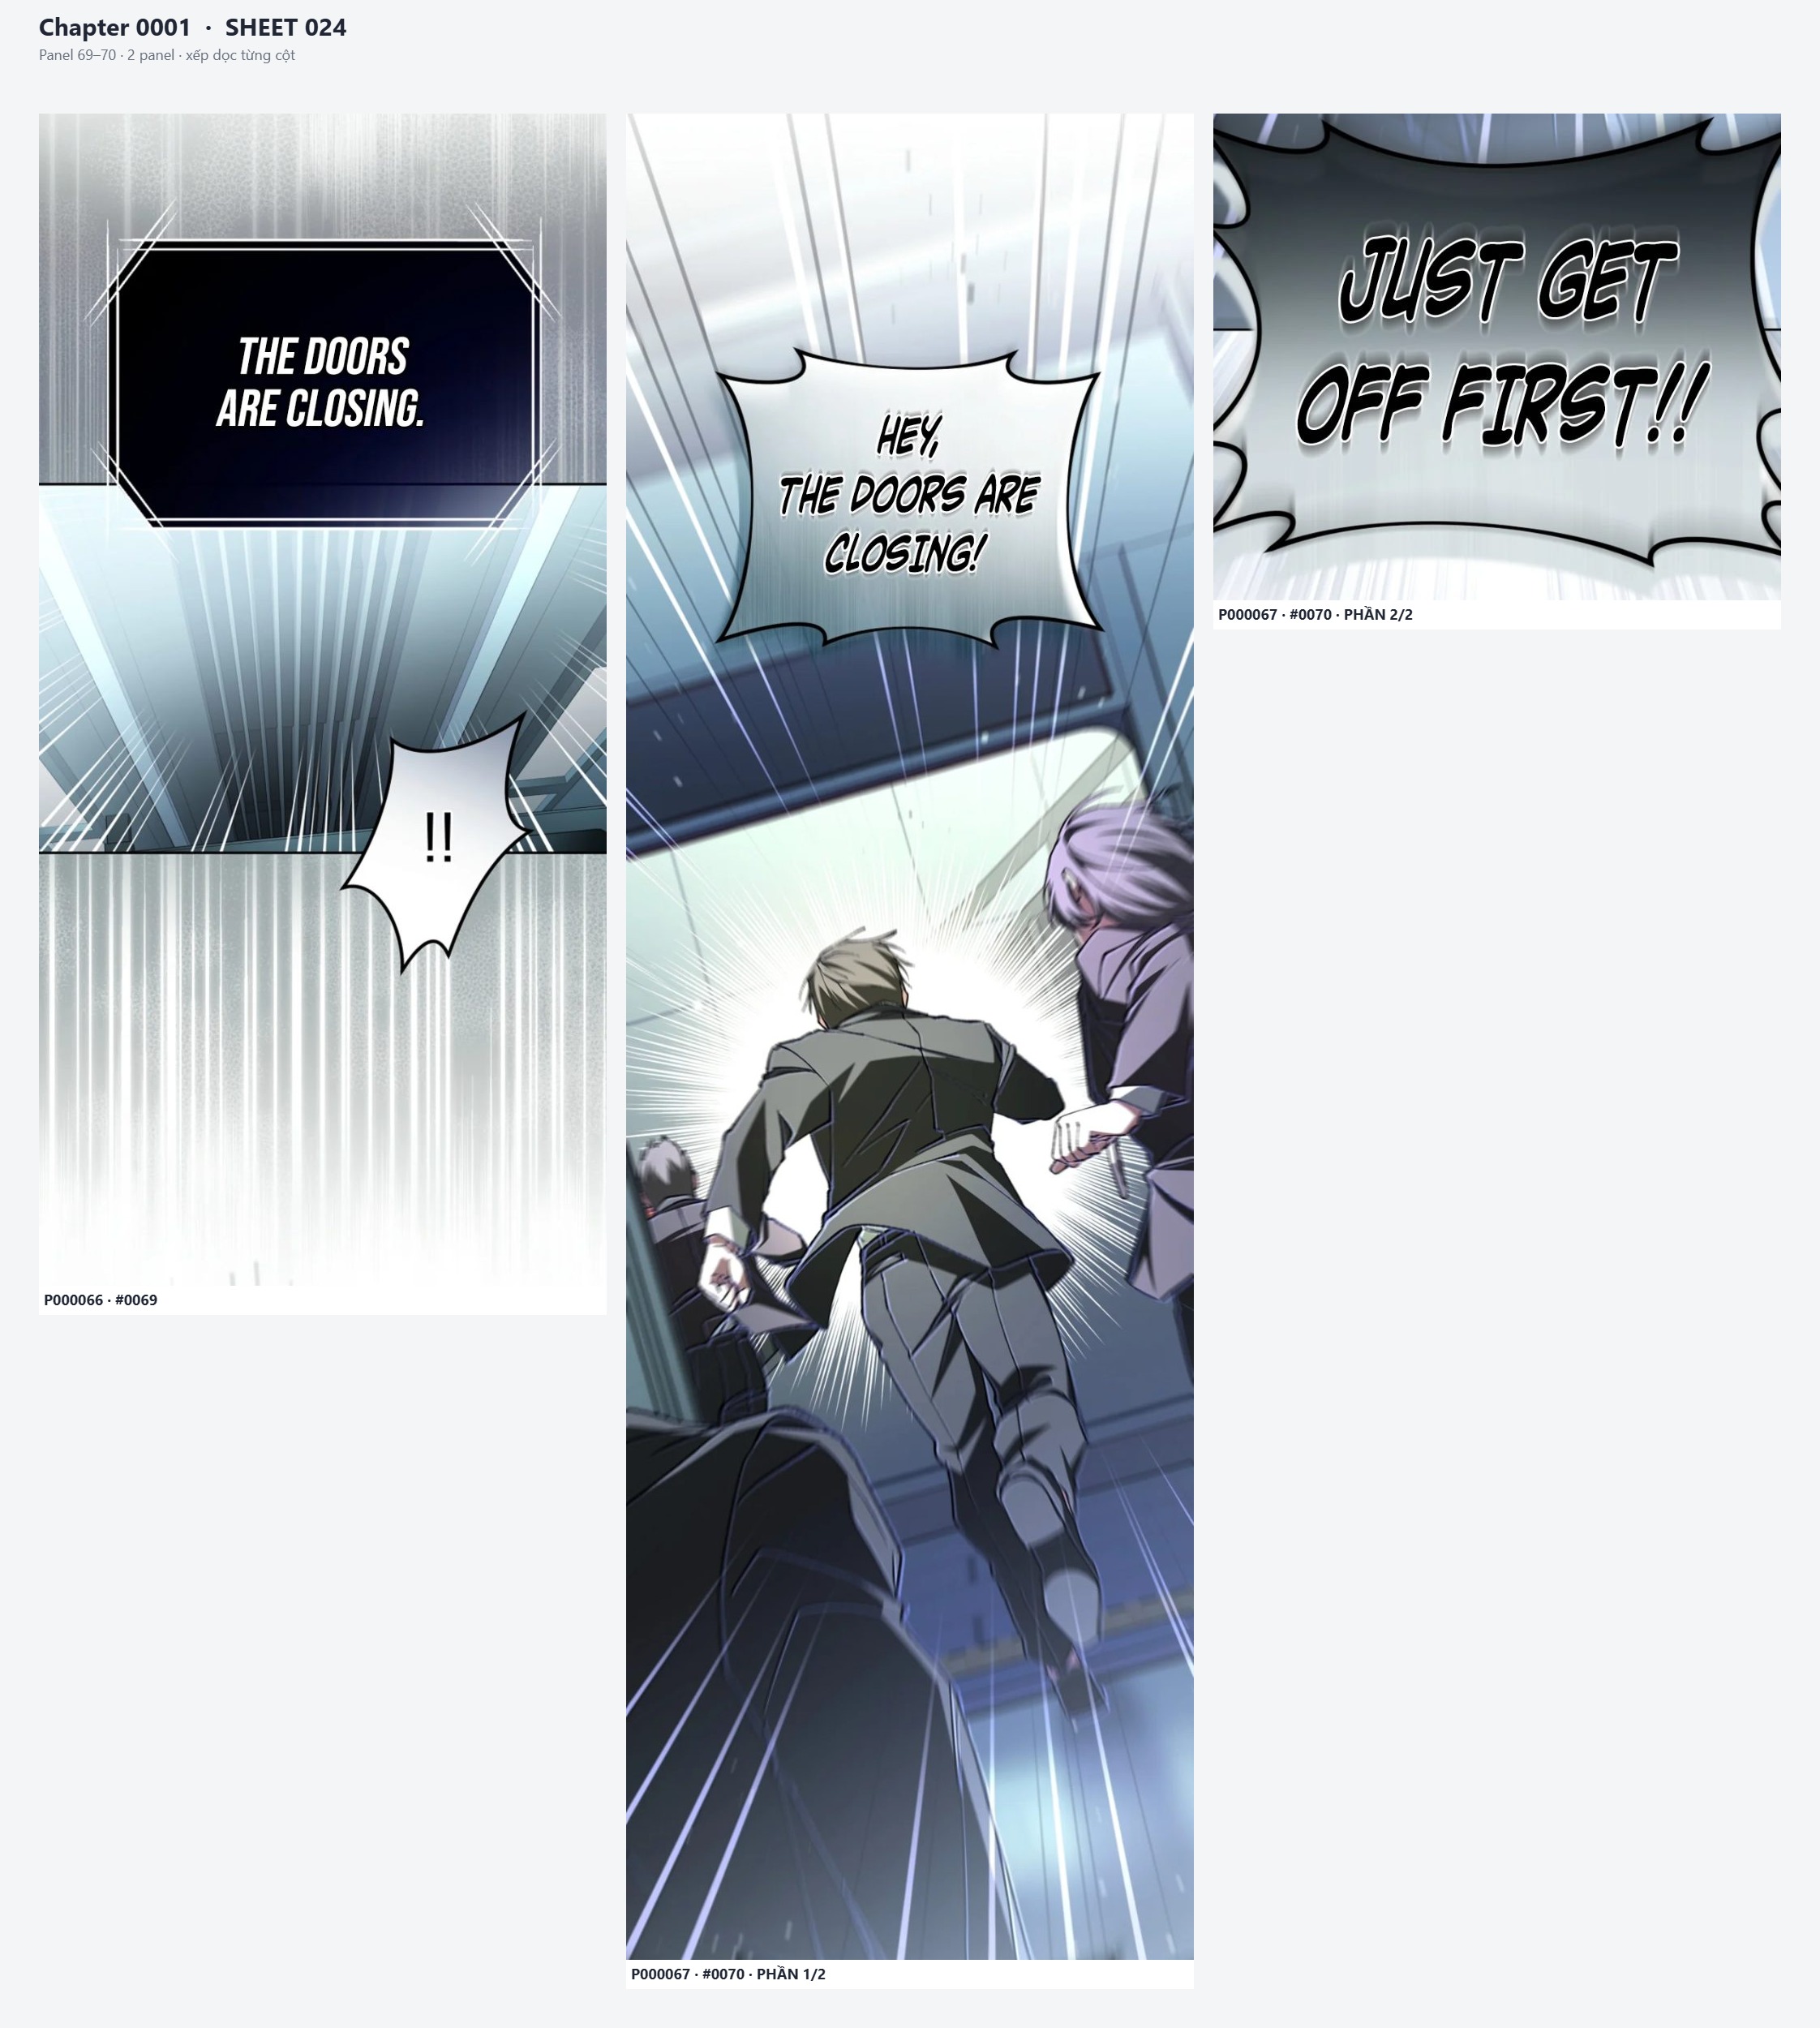 Chapter 0001 · SHEET 024
Panel 69–70 · 2 panel · xếp dọc từng cột
THE DOORS
ARE CLOSING.
!!
P000066 · #0069
HEY,
THE DOORS ARE
CLOSING!
P000067 · #0070 · PHẦN 1/2
JUST GET
OFF FIRST!!
P000067 · #0070 · PHẦN 2/2